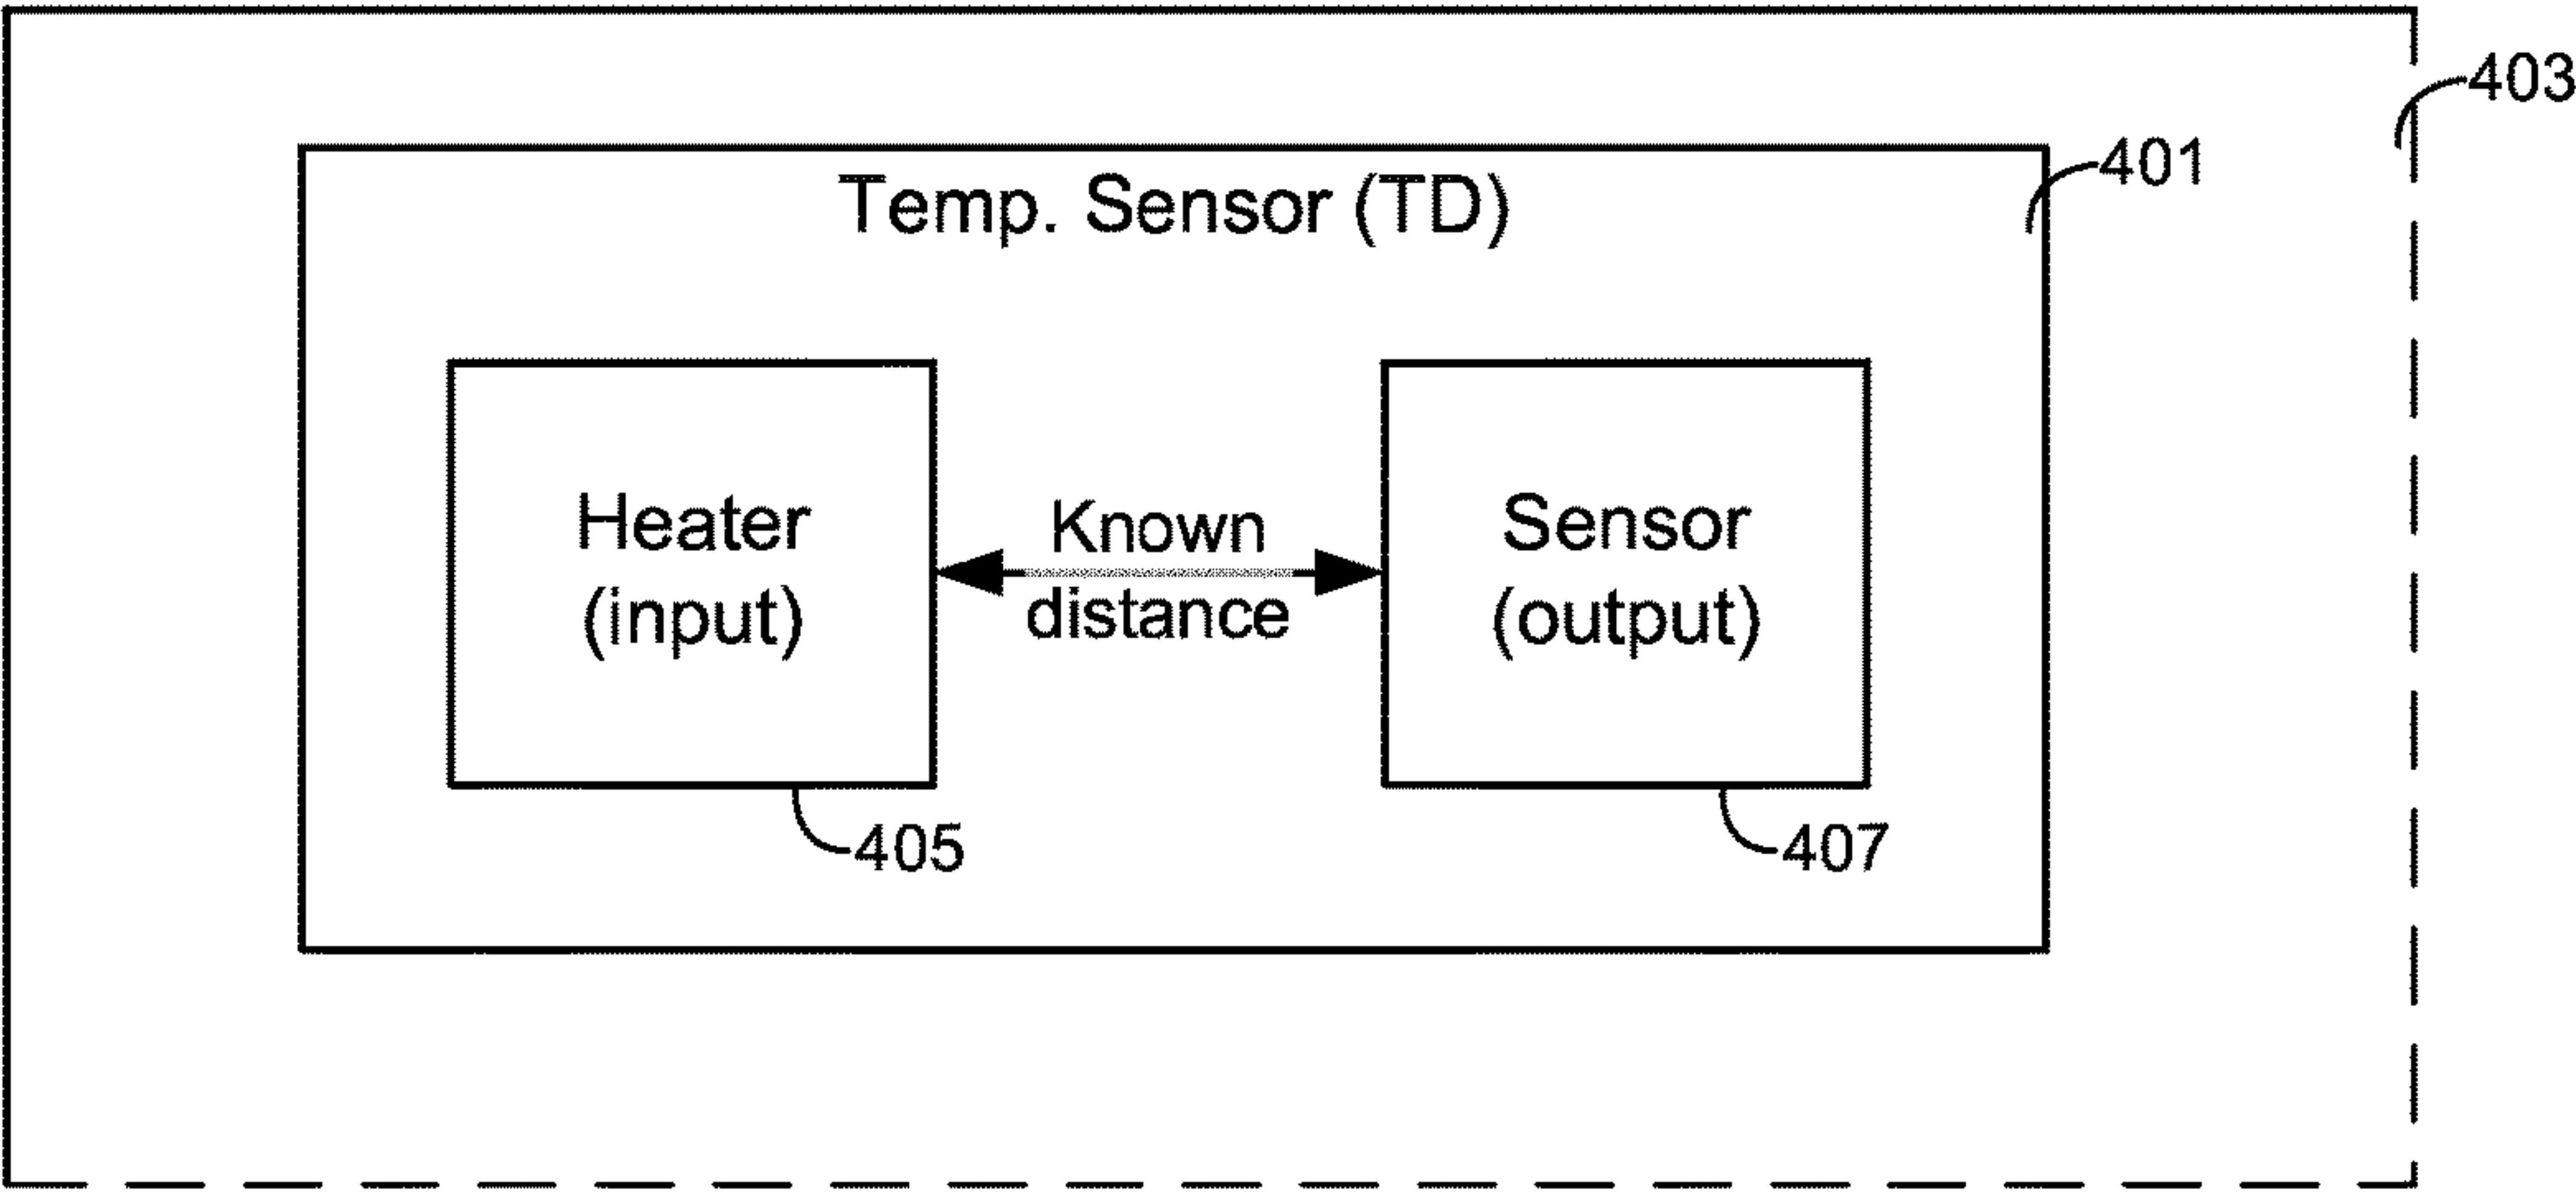 403
401
Temp. Sensor (TD)
Heater
(input)
Known
distance
Sensor
(output)
405
407